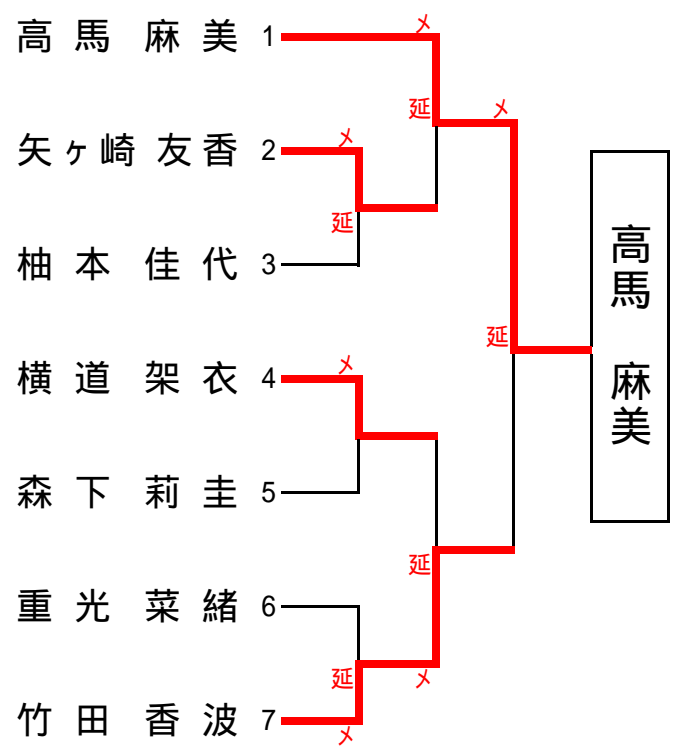 高馬 麻美 1
メ
延
メ
矢ヶ崎 友香 2
メ
延
柚本 佳代 3
延
高馬 麻美
横道 架衣 4
メ
森下 莉圭 5
延
重光 菜緒 6
延
メ
竹田 香波 7
メ